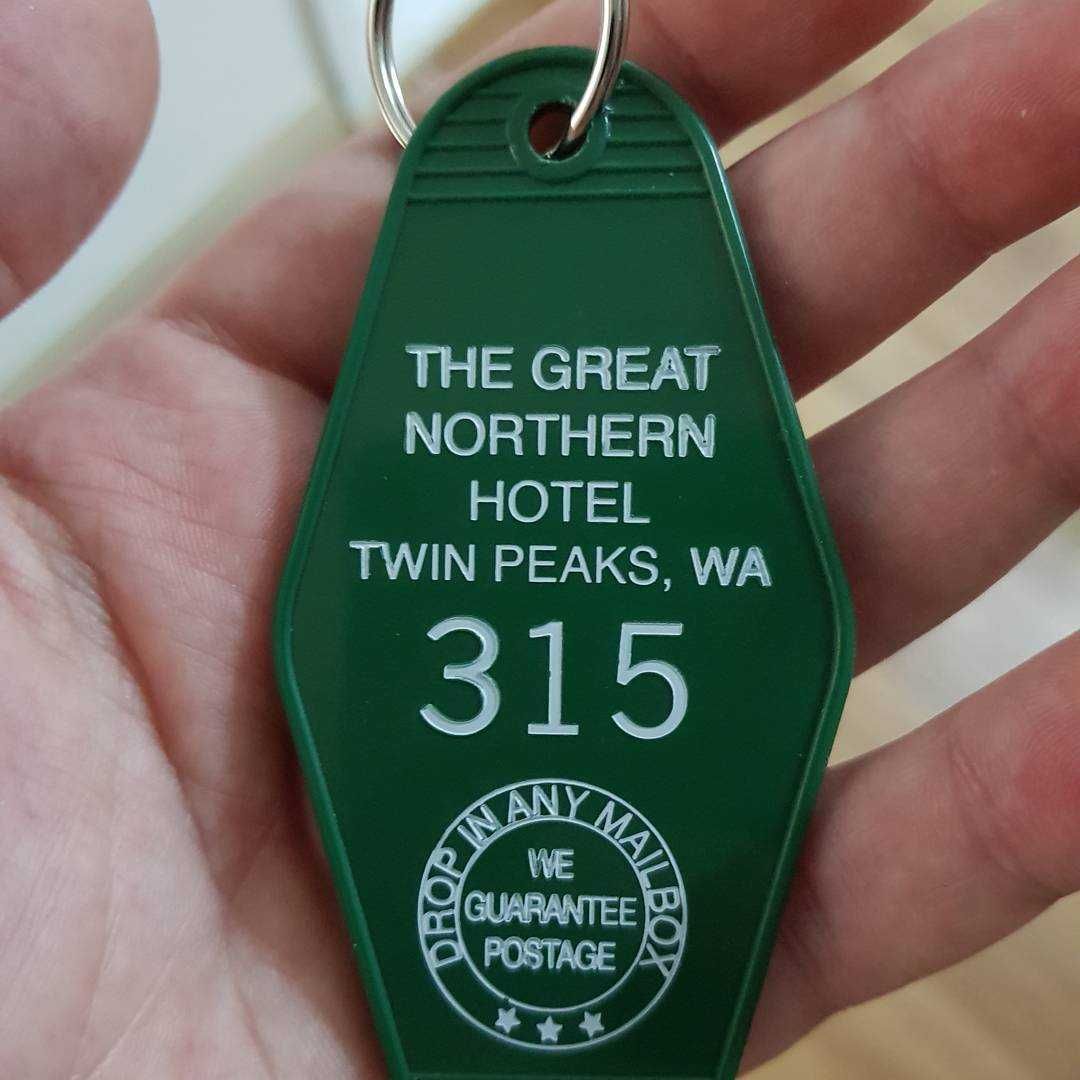 THE GREAT
NORTHERN
HOTEL
TWIN PEAKS, WA
315
DROP IN ANY MAILBOX
WE
GUARANTEE
POSTAGE